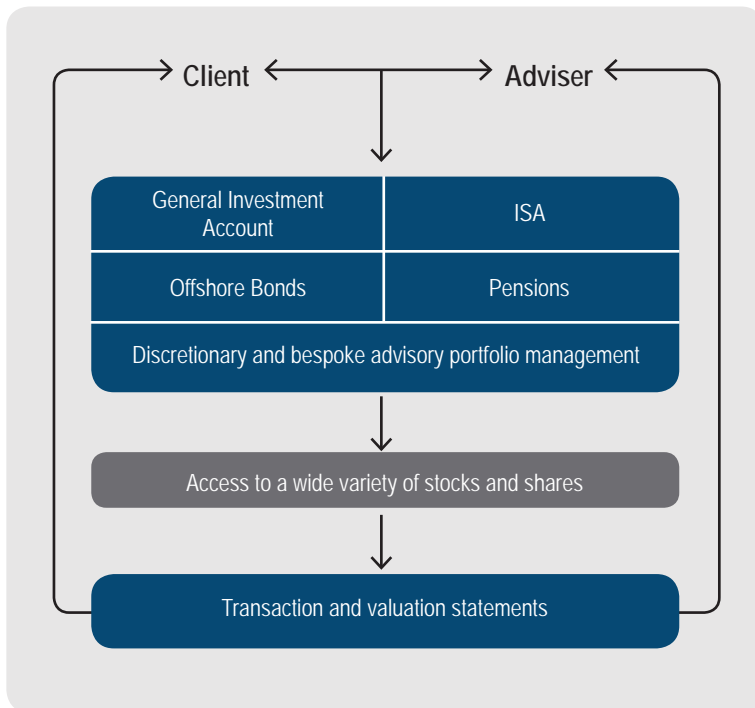 Client
Adviser
General Investment
Account
ISA
Offshore Bonds
Pensions
Discretionary and bespoke advisory portfolio management
Access to a wide variety of stocks and shares
Transaction and valuation statements